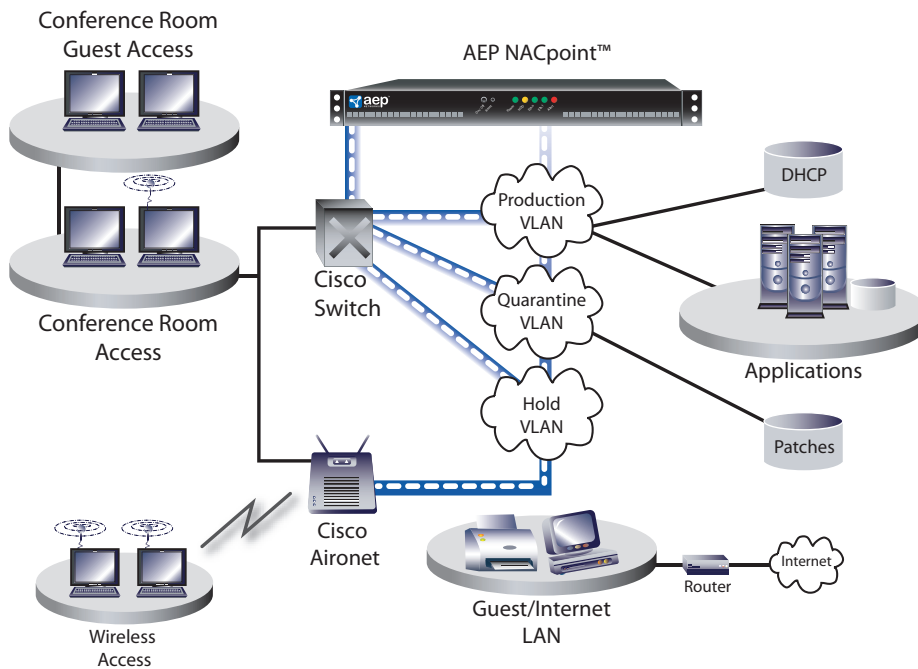 Conference Room
Guest Access
AEP NACpoint™
aep
DHCP
Production
VLAN
Cisco
Switch
Quarantine
VLAN
Conference Room
Access
Applications
Hold
VLAN
Patches
Cisco
Aironet
Internet
Router
Guest/Internet
LAN
Wireless
Access